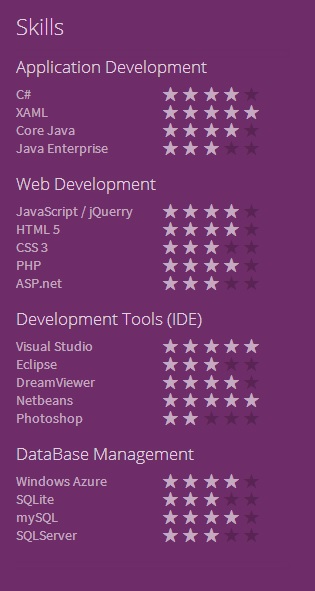 Skills
Application Development
C#
XAML
Core Java
Java Enterprise
Web Development
JavaScript / jQuerry
HTML 5
CSS 3
PHP
ASP.net
Development Tools (IDE)
Visual Studio
Eclipse
DreamViewer
Netbeans
Photoshop
DataBase Management
Windows Azure
SQLite
mySQL
SQLServer